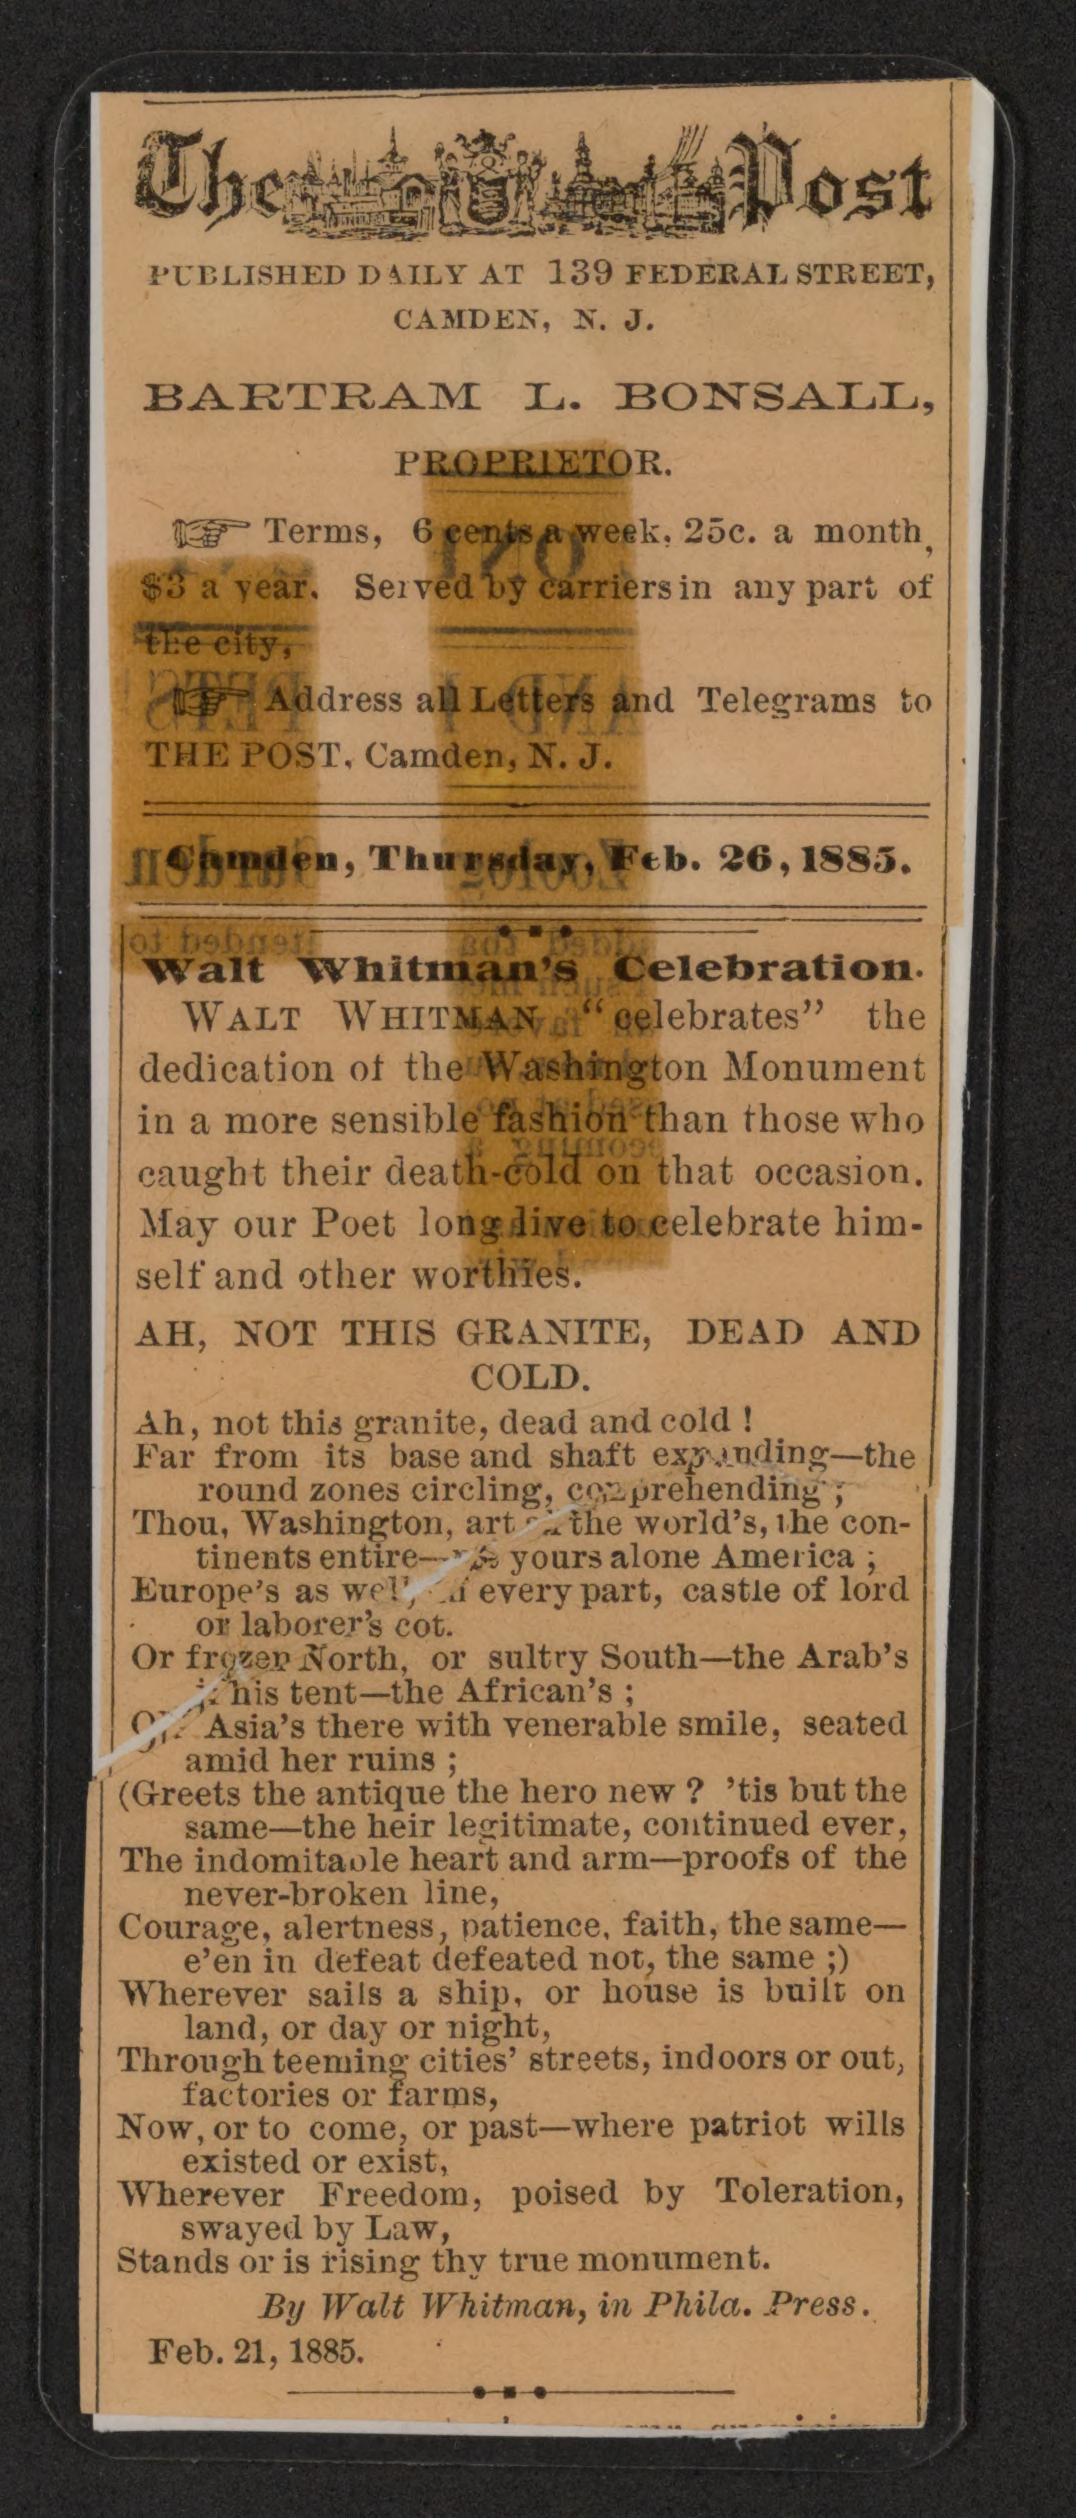 The Post
PUBLISHED DAILY AT 139 FEDERAL STREET,
CAMDEN, N. J.
BARTRAM L. BONSALL,
PROPRIETOR.
☞ Terms, 6 cents a week, 25c. a month,
$3 a year. Served by carriers in any part of
the city,
☞ Address all Letters and Telegrams to
THE POST, Camden, N. J.
Camden, Thursday, Feb. 26, 1885.
Walt Whitman's Celebration.
WALT WHITMAN “celebrates” the
dedication of the Washington Monument
in a more sensible fashion than those who
caught their death-cold on that occasion.
May our Poet long live to celebrate him-
self and other worthies.
AH, NOT THIS GRANITE, DEAD AND
COLD.
Ah, not this granite, dead and cold !
Far from its base and shaft expanding—the
round zones circling, comprehending ;
Thou, Washington, art the world's, the con-
tinents entire— yours alone America ;
Europe's as well, every part, castle of lord
or laborer's cot.
Or frozen North, or sultry South—the Arab's
his tent—the African's ;
Asia's there with venerable smile, seated
amid her ruins ;
(Greets the antique the hero new ? 'tis but the
same—the heir legitimate, continued ever,
The indomitable heart and arm—proofs of the
never-broken line,
Courage, alertness, patience, faith, the same—
e'en in defeat defeated not, the same ;)
Wherever sails a ship, or house is built on
land, or day or night,
Through teeming cities' streets, indoors or out,
factories or farms,
Now, or to come, or past—where patriot wills
existed or exist,
Wherever Freedom, poised by Toleration,
swayed by Law,
Stands or is rising thy true monument.
By Walt Whitman, in Phila. Press.
Feb. 21, 1885.